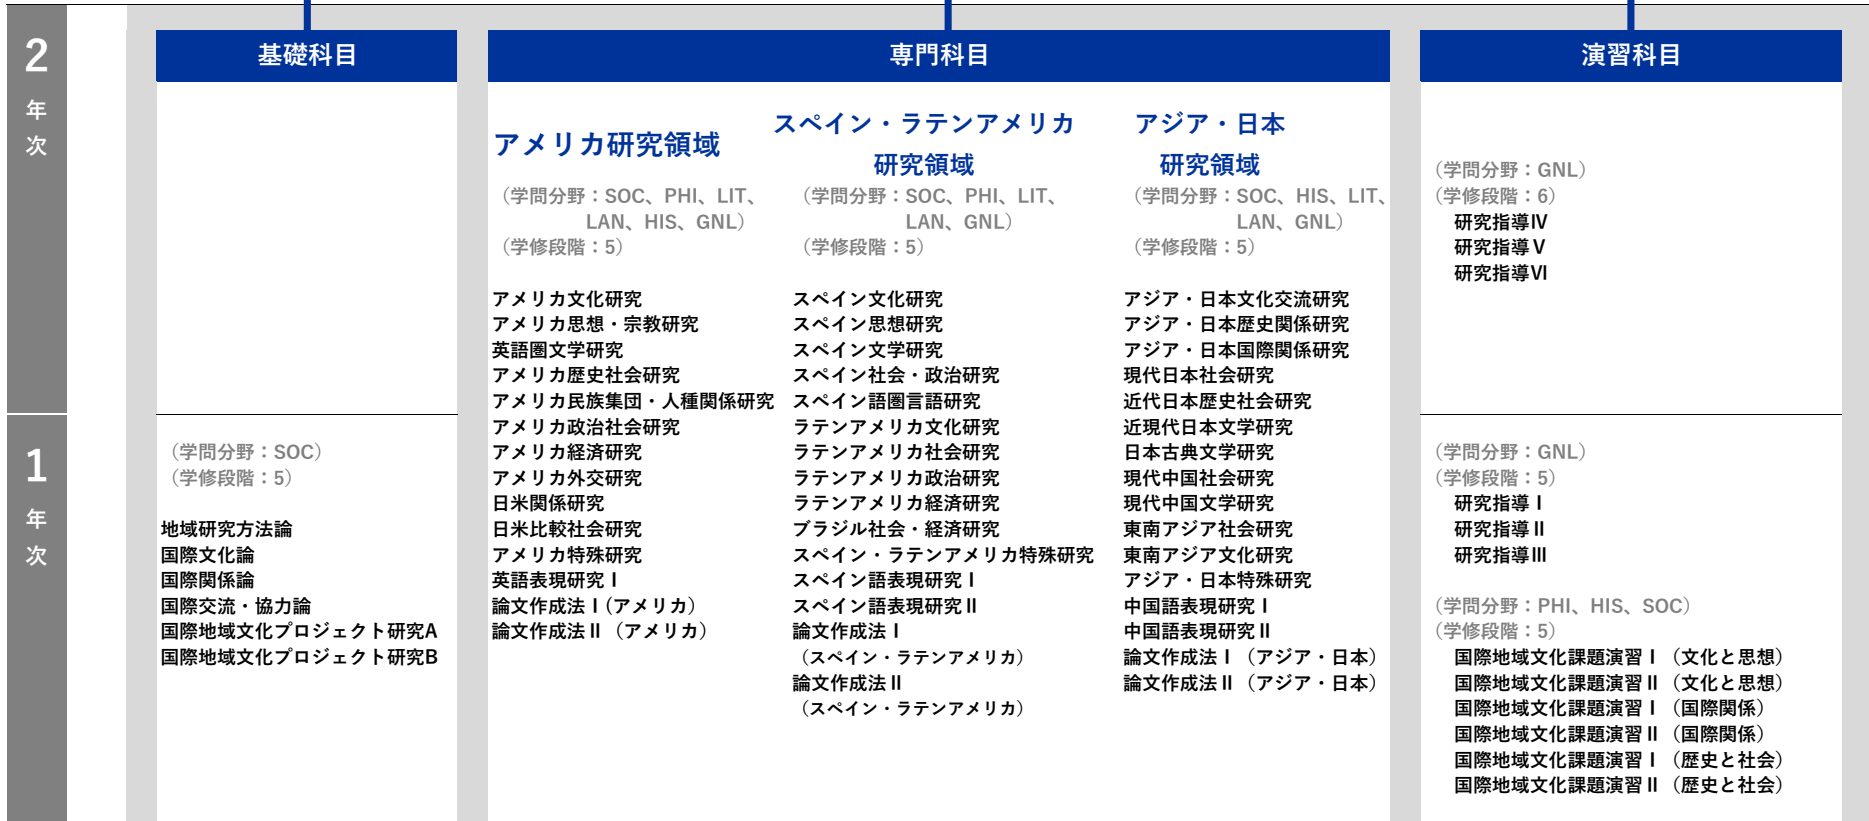 2
年
次
基礎科目
専門科目
演習科目
アメリカ研究領域
（学問分野：SOC、PHI、LIT、
LAN、HIS、GNL）
（学修段階：5）
アメリカ文化研究
アメリカ思想・宗教研究
英語圏文学研究
アメリカ歴史社会研究
アメリカ民族集団・人種関係研究
アメリカ政治社会研究
アメリカ経済研究
アメリカ外交研究
日米関係研究
日米比較社会研究
アメリカ特殊研究
英語表現研究Ⅰ
論文作成法Ⅰ（アメリカ）
論文作成法Ⅱ（アメリカ）
スペイン・ラテンアメリカ
研究領域
（学問分野：SOC、PHI、LIT、
LAN、GNL）
（学修段階：5）
スペイン文化研究
スペイン思想研究
スペイン文学研究
スペイン社会・政治研究
スペイン語圏言語研究
ラテンアメリカ文化研究
ラテンアメリカ社会研究
ラテンアメリカ政治研究
ラテンアメリカ経済研究
ブラジル社会・経済研究
スペイン・ラテンアメリカ特殊研究
スペイン語表現研究Ⅰ
スペイン語表現研究Ⅱ
論文作成法Ⅰ
（スペイン・ラテンアメリカ）
論文作成法Ⅱ
（スペイン・ラテンアメリカ）
アジア・日本
研究領域
（学問分野：SOC、HIS、LIT、
LAN、GNL）
（学修段階：5）
アジア・日本文化交流研究
アジア・日本歴史関係研究
アジア・日本国際関係研究
現代日本社会研究
近代日本歴史社会研究
近現代日本文学研究
日本古典文学研究
現代中国社会研究
現代中国文学研究
東南アジア社会研究
東南アジア文化研究
アジア・日本特殊研究
中国語表現研究Ⅰ
中国語表現研究Ⅱ
論文作成法Ⅰ（アジア・日本）
論文作成法Ⅱ（アジア・日本）
（学問分野：GNL）
（学修段階：6）
研究指導Ⅳ
研究指導Ⅴ
研究指導Ⅵ
1
年
次
（学問分野：SOC）
（学修段階：5）
地域研究方法論
国際文化論
国際関係論
国際交流・協力論
国際地域文化プロジェクト研究A
国際地域文化プロジェクト研究B
（学問分野：GNL）
（学修段階：5）
研究指導Ⅰ
研究指導Ⅱ
研究指導Ⅲ
（学問分野：PHI、HIS、SOC）
（学修段階：5）
国際地域文化課題演習Ⅰ（文化と思想）
国際地域文化課題演習Ⅱ（文化と思想）
国際地域文化課題演習Ⅰ（国際関係）
国際地域文化課題演習Ⅱ（国際関係）
国際地域文化課題演習Ⅰ（歴史と社会）
国際地域文化課題演習Ⅱ（歴史と社会）